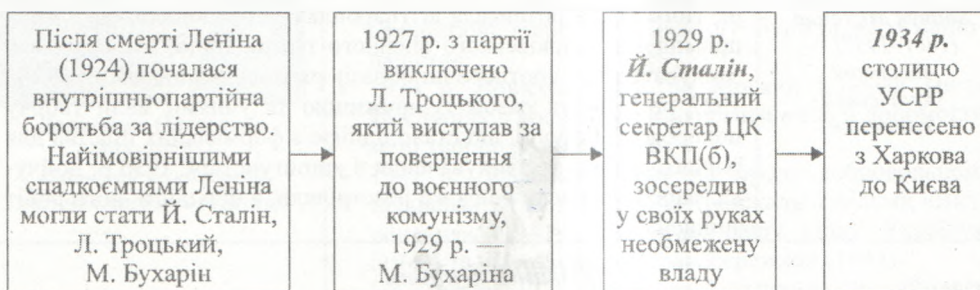 Після смерті Леніна
(1924) почалася
внутрішньопартійна
боротьба за лідерство.
Найімовірнішими
спадкоємцями Леніна
могли стати Й. Сталін,
Л. Троцький,
М. Бухарін
1927 р. з партії
виключено
Л. Троцького,
який виступав за
повернення
до воєнного
комунізму,
1929 р. —
М. Бухаріна
1929 р.
Й. Сталін,
генеральний
секретар ЦК
ВКП(б),
зосередив
у своїх руках
необмежену
владу
1934 р.
столицю
УСРР
перенесено
з Харкова
до Києва